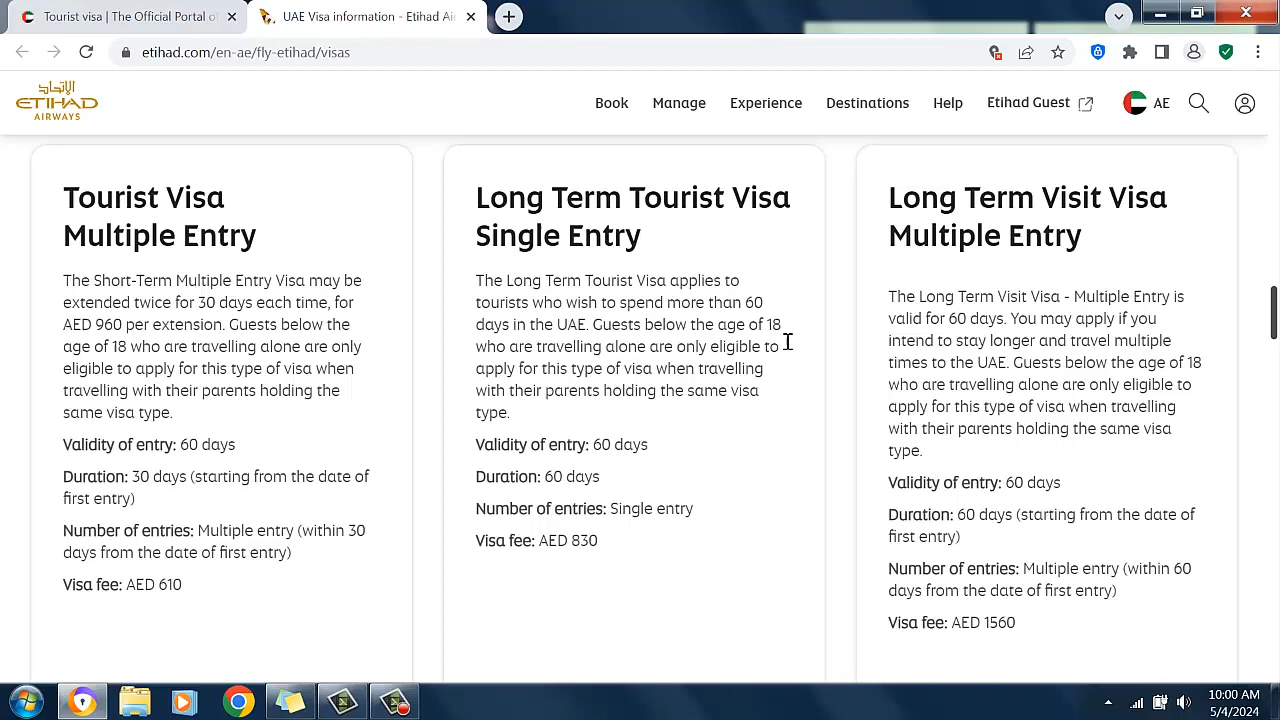 Tourist visa | The Official Portal of
UAE Visa information - Etihad Air
etihad.com/en-ae/fly-etihad/visas
الإتحاد
ETIHAD
AIRWAYS
Book
Manage
Experience
Destinations
Help
Etihad Guest
AE
Tourist Visa
Multiple Entry
The Short-Term Multiple Entry Visa may be
extended twice for 30 days each time, for
AED 960 per extension. Guests below the
age of 18 who are travelling alone are only
eligible to apply for this type of visa when
travelling with their parents holding the
same visa type.
Validity of entry: 60 days
Duration: 30 days (starting from the date of
first entry)
Number of entries: Multiple entry (within 30
days from the date of first entry)
Visa fee: AED 610
Long Term Tourist Visa
Single Entry
The Long Term Tourist Visa applies to
tourists who wish to spend more than 60
days in the UAE. Guests below the age of 18
who are travelling alone are only eligible to
apply for this type of visa when travelling
with their parents holding the same visa
type.
Validity of entry: 60 days
Duration: 60 days
Number of entries: Single entry
Visa fee: AED 830
Long Term Visit Visa
Multiple Entry
The Long Term Visit Visa - Multiple Entry is
valid for 60 days. You may apply if you
intend to stay longer and travel multiple
times to the UAE. Guests below the age of 18
who are travelling alone are only eligible to
apply for this type of visa when travelling
with their parents holding the same visa
type.
Validity of entry: 60 days
Duration: 60 days (starting from the date of
first entry)
Number of entries: Multiple entry (within 60
days from the date of first entry)
Visa fee: AED 1560
10:00 AM
5/4/2024